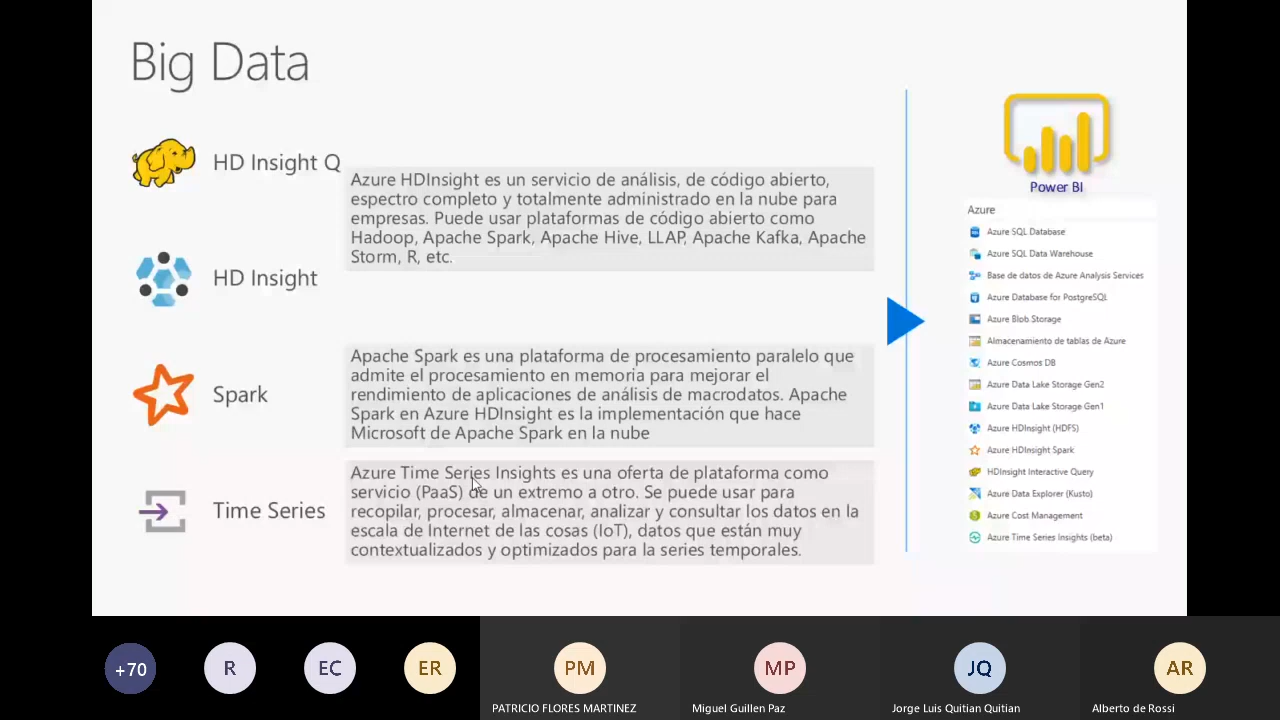 Big Data
HD Insight Q
Azure HDInsight es un servicio de análisis, de código abierto,
espectro completo y totalmente administrado en la nube para
empresas. Puede usar plataformas de código abierto como
Hadoop, Apache Spark, Apache Hive, LLAP, Apache Kafka, Apache
Storm, R, etc.
HD Insight
Spark
Apache Spark es una plataforma de procesamiento paralelo que
admite el procesamiento en memoria para mejorar el
rendimiento de aplicaciones de análisis de macrodatos. Apache
Spark en Azure HDInsight es la implementación que hace
Microsoft de Apache Spark en la nube
Time Series
Azure Time Series Insights es una oferta de plataforma como
servicio (PaaS) de un extremo a otro. Se puede usar para
recopilar, procesar, almacenar, analizar y consultar los datos en la
escala de Internet de las cosas (IoT), datos que están muy
contextualizados y optimizados para la series temporales.
Power BI
Azure
Azure SQL Database
Azure SQL Data Warehouse
Base de datos de Azure Analysis Services
Azure Database for PostgreSQL
Azure Blob Storage
Almacenamiento de tablas de Azure
Azure Cosmos DB
Azure Data Lake Storage Gen2
Azure Data Lake Storage Gen1
Azure HDInsight (HDFS)
Azure HDInsight Spark
HDInsight Interactive Query
Azure Data Explorer (Kusto)
Azure Cost Management
Azure Time Series Insights (beta)
+70
R
EC
ER
PM
PATRICIO FLORES MARTINEZ
MP
Miguel Guillen Paz
JQ
Jorge Luis Quitian Quitian
AR
Alberto de Rossi